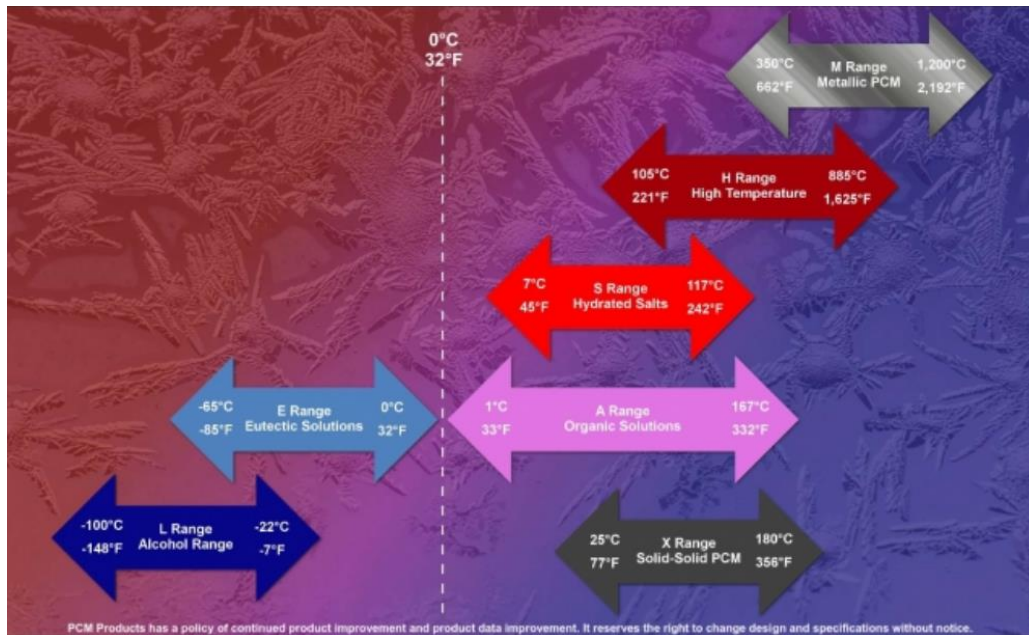 0°C
32°F
350°C
662°F
M Range
Metallic PCM
1,200°C
2,192°F
105°C
221°F
H Range
High Temperature
885°C
1,625°F
7°C
45°F
S Range
Hydrated Salts
117°C
242°F
-65°C
-85°F
E Range
Eutectic Solutions
0°C
32°F
1°C
33°F
A Range
Organic Solutions
167°C
332°F
-100°C
-148°F
L Range
Alcohol Range
-22°C
-7°F
25°C
77°F
X Range
Solid-Solid PCM
180°C
356°F
PCM Products has a policy of continued product improvement and product data improvement. It reserves the right to change design and specifications without notice.